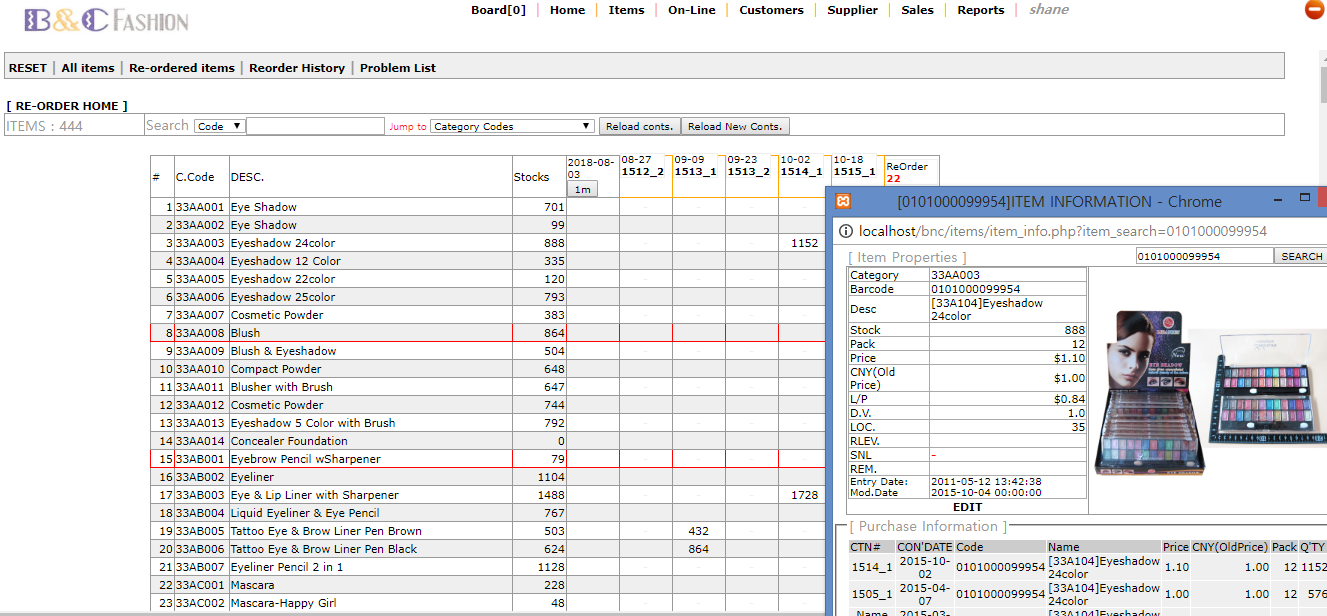 B&C FASHION
Board[0] Home Items On-Line Customers Supplier Sales Reports shane
RESET All items Re-ordered items Reorder History Problem List
[ RE-ORDER HOME ]
ITEMS : 444 Search Code Jump to Category Codes Reload conts. Reload New Conts.
# C.Code DESC. Stocks 2018-08-03 1m 08-27 1512_2 09-09 1513_1 09-23 1513_2 10-02 1514_1 10-18 1515_1 ReOrder 22
1 33AA001 Eye Shadow 701
2 33AA002 Eye Shadow 99
3 33AA003 Eyeshadow 24color 888 1152
4 33AA004 Eyeshadow 12 Color 335
5 33AA005 Eyeshadow 22color 120
6 33AA006 Eyeshadow 25color 793
7 33AA007 Cosmetic Powder 383
8 33AA008 Blush 864
9 33AA009 Blush & Eyeshadow 504
10 33AA010 Compact Powder 648
11 33AA011 Blusher with Brush 647
12 33AA012 Cosmetic Powder 744
13 33AA013 Eyeshadow 5 Color with Brush 792
14 33AA014 Concealer Foundation 0
15 33AB001 Eyebrow Pencil wSharpener 79
16 33AB002 Eyeliner 1104
17 33AB003 Eye & Lip Liner with Sharpener 1488 1728
18 33AB004 Liquid Eyeliner & Eye Pencil 767
19 33AB005 Tattoo Eye & Brow Liner Pen Brown 503 432
20 33AB006 Tattoo Eye & Brow Liner Pen Black 624 864
21 33AB007 Eyeliner Pencil 2 in 1 1128
22 33AC001 Mascara 228
23 33AC002 Mascara-Happy Girl 48
[0101000099954]ITEM INFORMATION - Chrome
localhost/bnc/items/item_info.php?item_search=0101000099954
[ Item Properties ] 0101000099954 SEARCH
Category 33AA003
Barcode 0101000099954
Desc [33A104]Eyeshadow
24color
Stock 888
Pack 12
Price $1.10
CNY(Old
Price) $1.00
L/P $0.84
D.V. 1.0
LOC. 35
RLEV.
SNL -
REM.
Entry Date: 2011-05-12 13:42:38
Mod.Date 2015-10-04 00:00:00
EDIT
EYE SHADOW
[ Purchase Information ]
CTN# CON'DATE Code Name Price CNY(OldPrice) Pack Q'TY
1514_1 2015-10-02 0101000099954 [33A104]Eyeshadow 24color 1.10 1.00 12 1152
1505_1 2015-04-07 0101000099954 [33A104]Eyeshadow 24color 1.00 1.00 12 576
Name 2015-03- [33A104]Eyeshadow